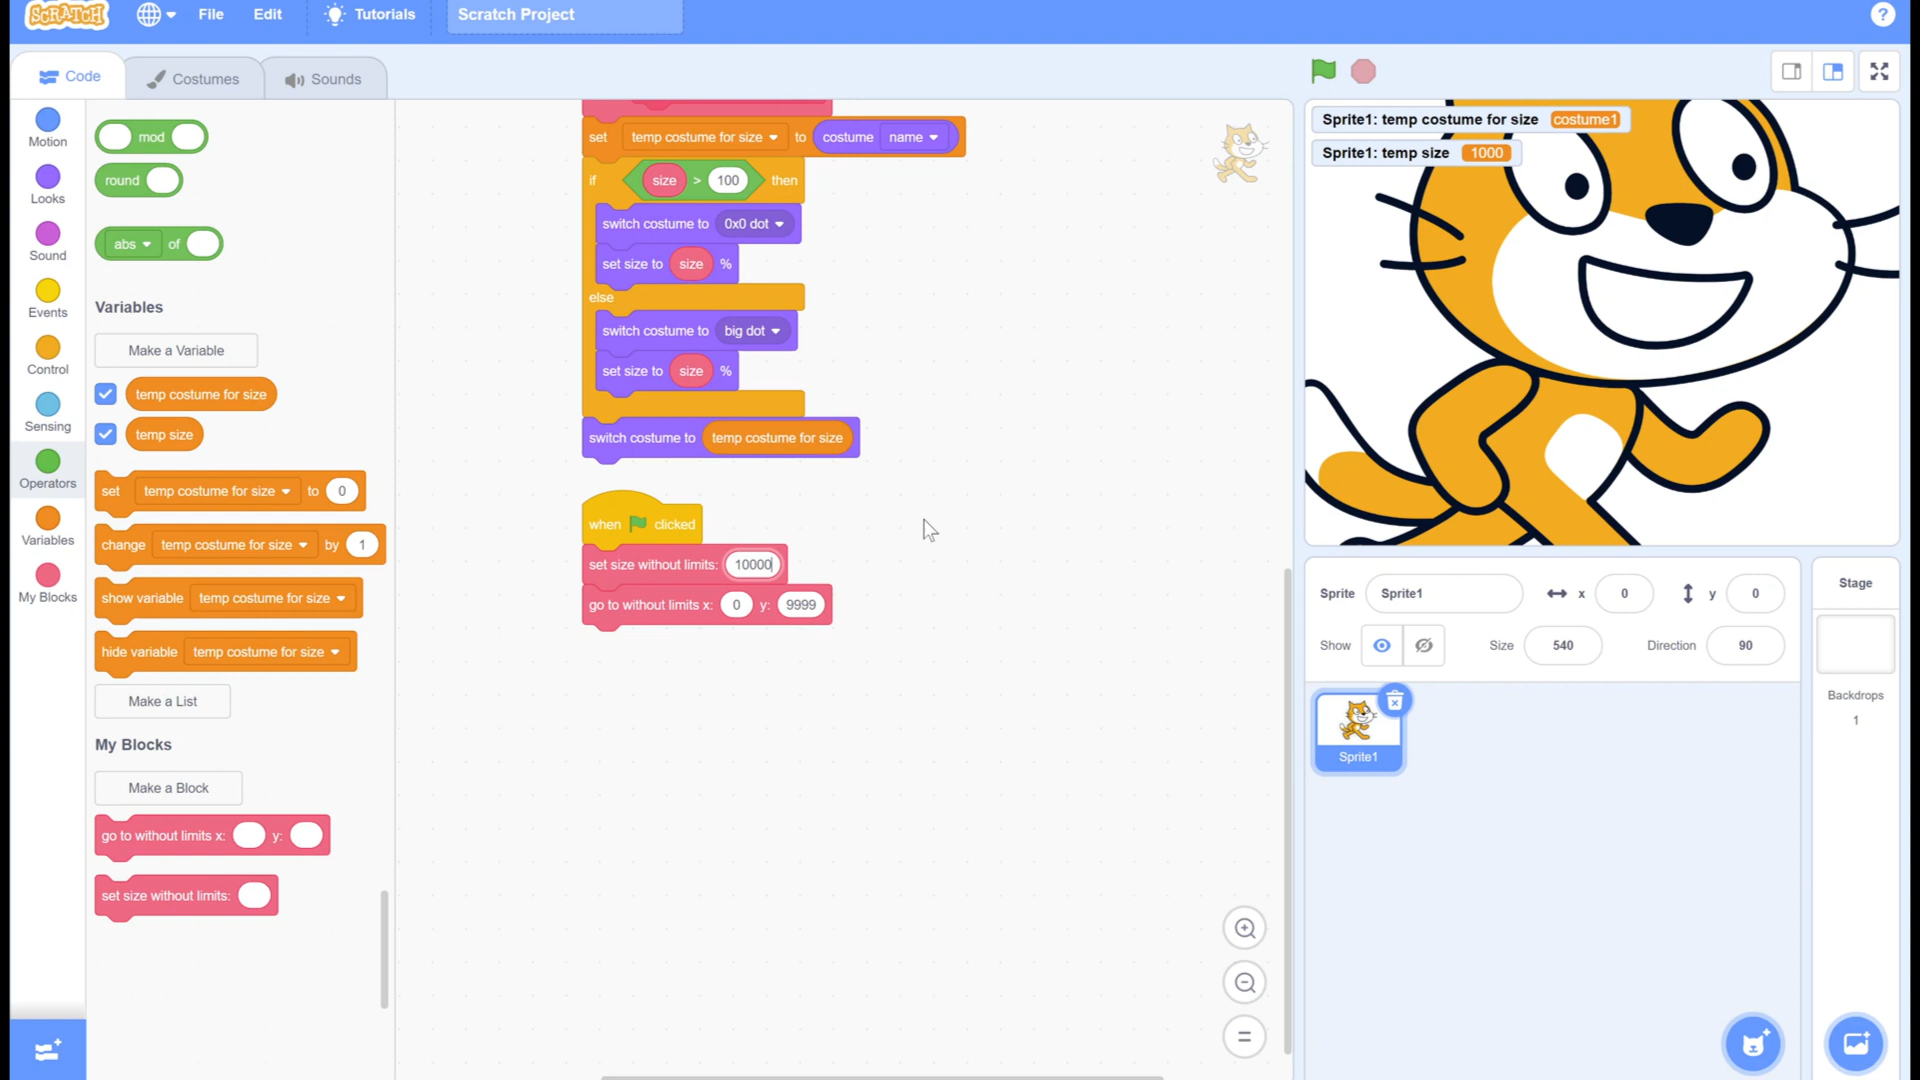 SCRATCH File Edit Tutorials Scratch Project ?
Code Costumes Sounds
Motion
Looks
Sound
Events
Control
Sensing
Operators
Variables
My Blocks
mod
round
abs of
Variables
Make a Variable
temp costume for size
temp size
set temp costume for size to 0
change temp costume for size by 1
show variable temp costume for size
hide variable temp costume for size
Make a List
My Blocks
Make a Block
go to without limits x: y:
set size without limits:
set temp costume for size to costume name
if size > 100 then
switch costume to 0x0 dot
set size to size %
else
switch costume to big dot
set size to size %
switch costume to temp costume for size
when clicked
set size without limits: 10000
go to without limits x: 0 y: 9999
Sprite1: temp costume for size costume1
Sprite1: temp size 1000
Sprite Sprite1 x 0 y 0
Show Size 540 Direction 90
Sprite1
Stage
Backdrops
1